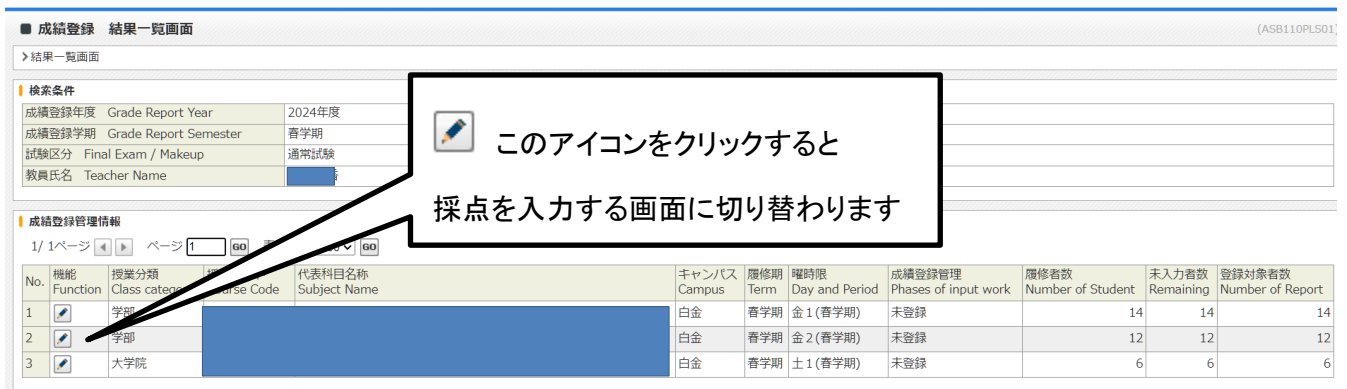 ■ 成績登録 結果一覧画面
(ASB110PLS01)
>結果一覧画面
検索条件
成績登録年度 Grade Report Year 2024年度
成績登録学期 Grade Report Semester 春学期
試験区分 Final Exam / Makeup 通常試験
教員氏名 Teacher Name
このアイコンをクリックすると
採点を入力する画面に切り替わります
成績登録管理情報
1/ 1ページ ページ 1 GO GO
No. 機能 授業分類 代表科目名称 キャンパス 履修期 曜時限 成績登録管理 履修者数 未入力者数 登録対象者数
Function Class Code Subject Name Campus Term Day and Period Phases of input work Number of Student Remaining Number of Report
1 学部 白金 春学期 金1(春学期) 未登録 14 14 14
2 学部 白金 春学期 金2(春学期) 未登録 12 12 12
3 大学院 白金 春学期 土1(春学期) 未登録 6 6 6